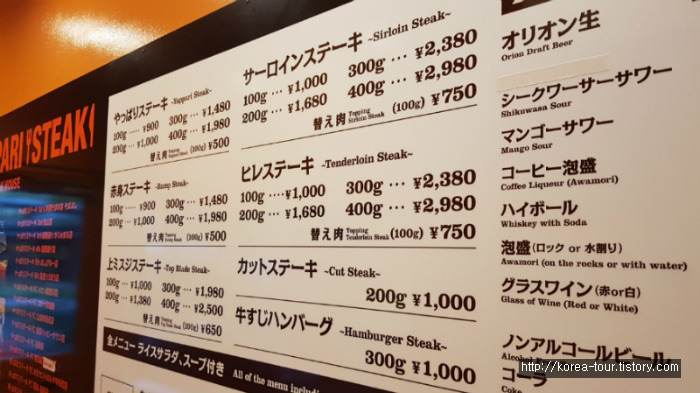 PARI YSTEAK
やっぱりステーキ ~Yappari Steak~
100g ····· ¥900 300g ··· ¥1,480
200g ··· ¥1,000 400g ··· ¥1,980
替え肉 Topping Yappari Steak (100g) ¥500
赤身ステーキ ~Rump Steak~
100g ····· ¥900 300g ··· ¥1,480
200g ··· ¥1,000 400g ··· ¥1,980
替え肉 Topping Rump Steak (100g) ¥500
上ミスジステーキ ~Top Blade Steak~
100g ··· ¥1,000 300g ··· ¥1,980
200g ··· ¥1,380 400g ··· ¥2,500
替え肉 Topping Top Blade Steak (100g) ¥650
全メニュー ライスサラダ、スープ付き
All of the menu includi
サーロインステーキ ~Sirloin Steak~
100g ··· ¥1,000 300g ··· ¥2,380
200g ··· ¥1,680 400g ··· ¥2,980
替え肉 Topping Sirloin Steak (100g) ¥750
ヒレステーキ ~Tenderloin Steak~
100g ··· ¥1,000 300g ··· ¥2,380
200g ··· ¥1,680 400g ··· ¥2,980
替え肉 Topping Tenderloin Steak (100g) ¥750
カットステーキ ~Cut Steak~
200g ¥1,000
牛すじハンバーグ ~Hamburger Steak~
300g ¥1,000
オリオン生
Orion Draft Beer
シークワーサーサワー
Shikuwasa Sour
マンゴーサワー
Mango Sour
コーヒー泡盛
Coffee Liqueur (Awamori)
ハイボール
Whiskey with Soda
泡盛(ロック or 水割り)
Awamori (on the rocks or with water)
グラスワイン(赤or白)
Glass of Wine (Red or White)
ノンアルコールビール
コーラ
Coke
http://korea-tour.tistory.com